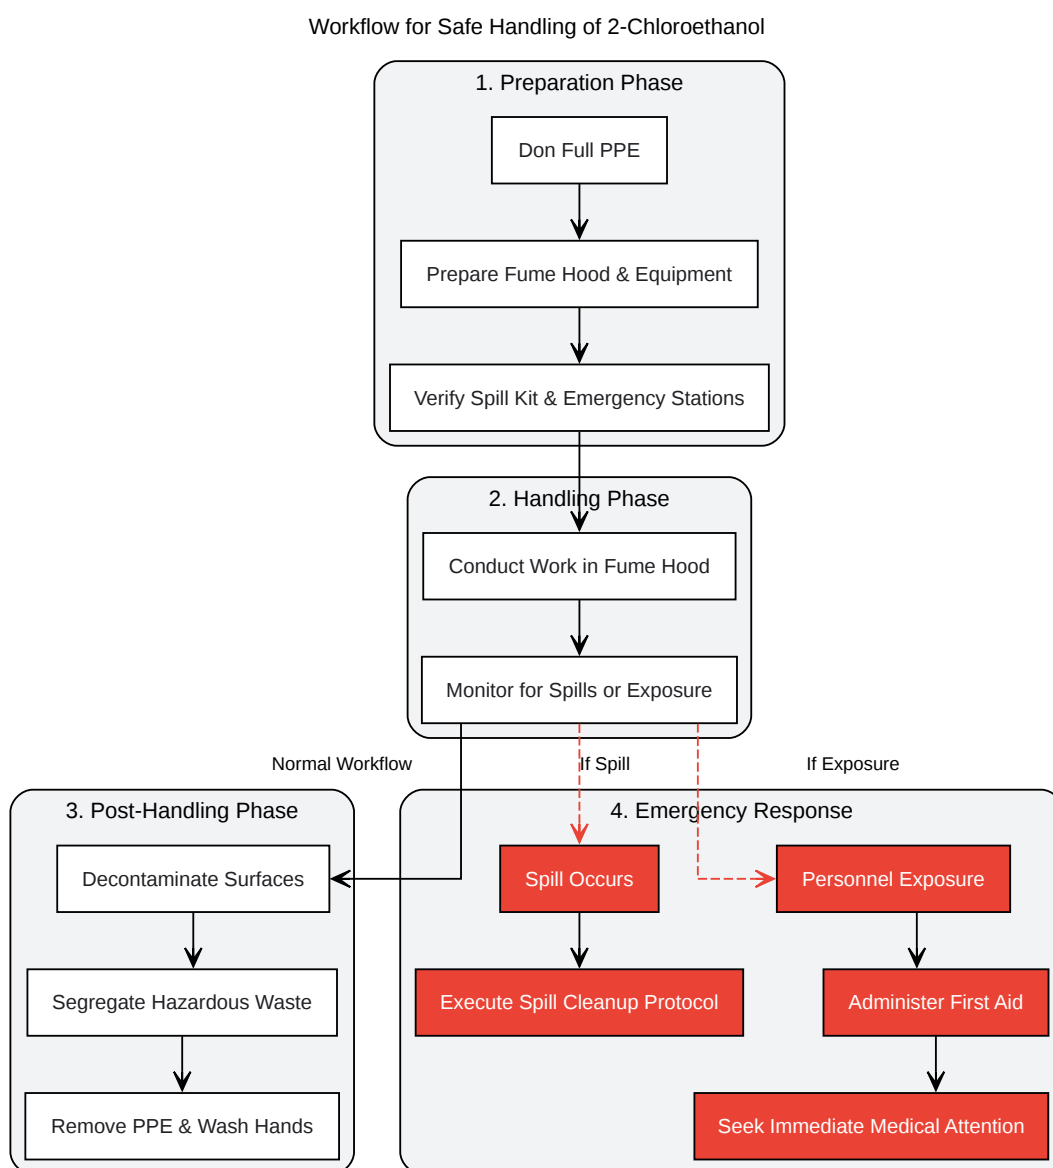 Workflow for Safe Handling of 2-Chloroethanol
1. Preparation Phase
Don Full PPE
Prepare Fume Hood & Equipment
Verify Spill Kit & Emergency Stations
2. Handling Phase
Conduct Work in Fume Hood
Monitor for Spills or Exposure
Normal Workflow
If Spill
If Exposure
3. Post-Handling Phase
Decontaminate Surfaces
Segregate Hazardous Waste
Remove PPE & Wash Hands
4. Emergency Response
Spill Occurs
Personnel Exposure
Execute Spill Cleanup Protocol
Administer First Aid
Seek Immediate Medical Attention